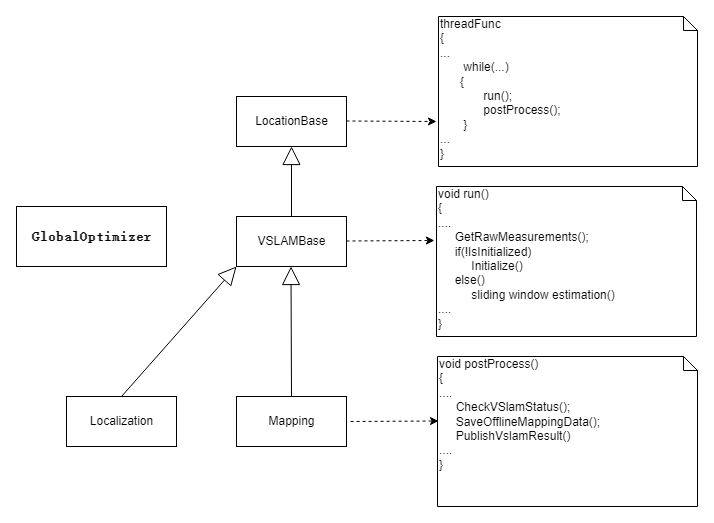 threadFunc
{
...
while(...)
{
run();
postProcess();
}
...
}
LocationBase
void run()
{
....
GetRawMeasurements();
if(!IsInitialized)
Initialize()
else()
sliding window estimation()
....
}
GlobalOptimizer
VSLAMBase
void postProcess()
{
....
CheckVSlamStatus();
SaveOfflineMappingData();
PublishVslamResult()
....
}
Localization
Mapping